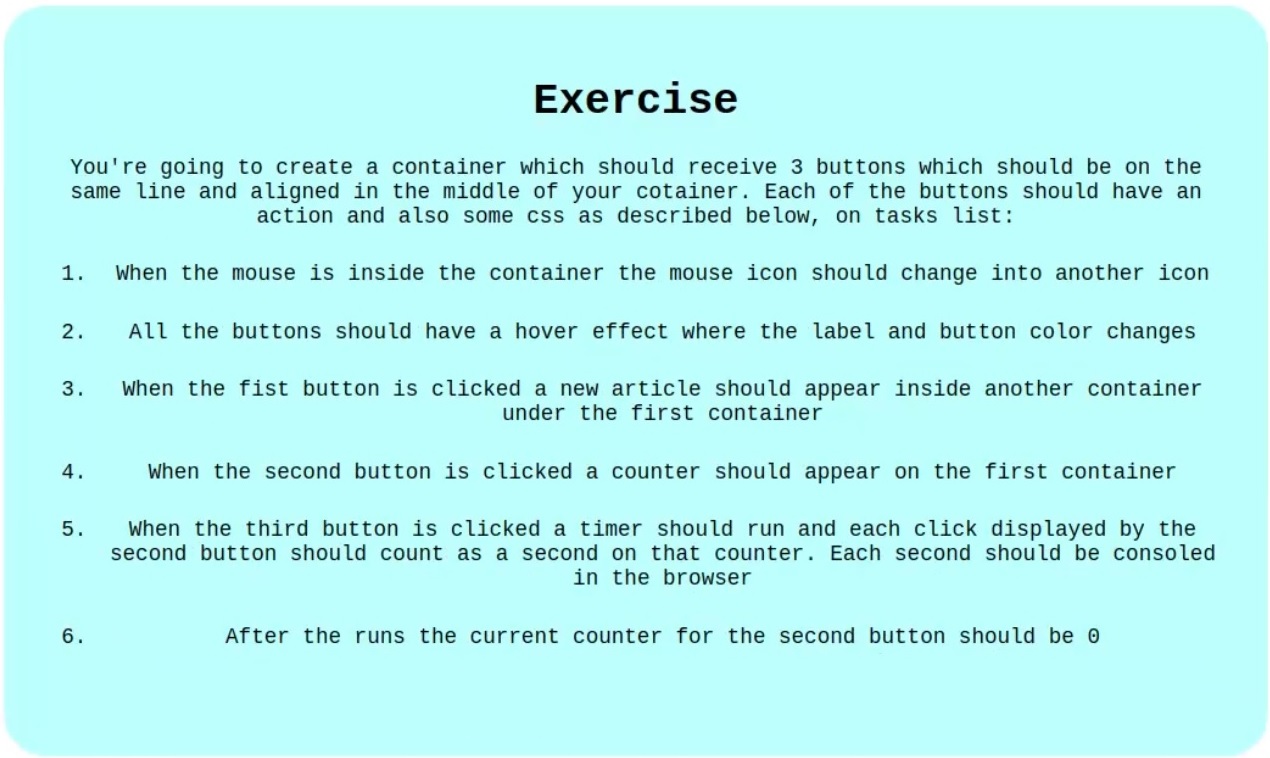 Exercise
You're going to create a container which should receive 3 buttons which should be on the
same line and aligned in the middle of your cotainer. Each of the buttons should have an
action and also some css as described below, on tasks list:
1. When the mouse is inside the container the mouse icon should change into another icon
2. All the buttons should have a hover effect where the label and button color changes
3. When the fist button is clicked a new article should appear inside another container
under the first container
4. When the second button is clicked a counter should appear on the first container
5. When the third button is clicked a timer should run and each click displayed by the
second button should count as a second on that counter. Each second should be consoled
in the browser
6. After the runs the current counter for the second button should be 0